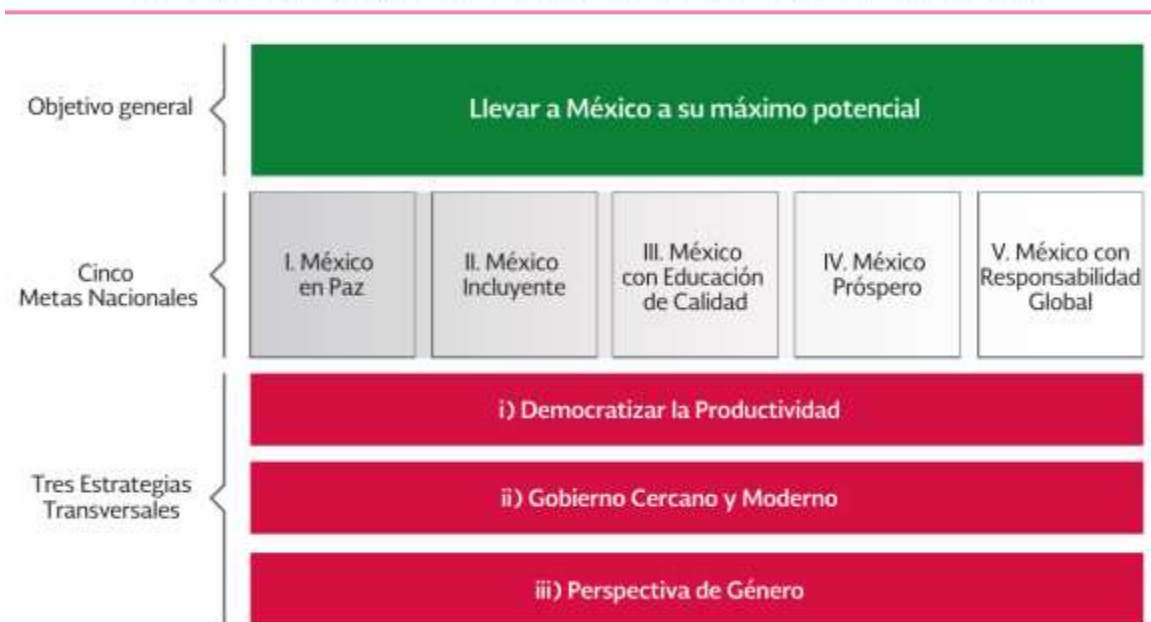 Objetivo general
Llevar a México a su máximo potencial
Cinco
Metas Nacionales
I. México
en Paz
II. México
Incluyente
III. México
con Educación
de Calidad
IV. México
Próspero
V. México con
Responsabilidad
Global
Tres Estrategias
Transversales
i) Democratizar la Productividad
ii) Gobierno Cercano y Moderno
iii) Perspectiva de Género